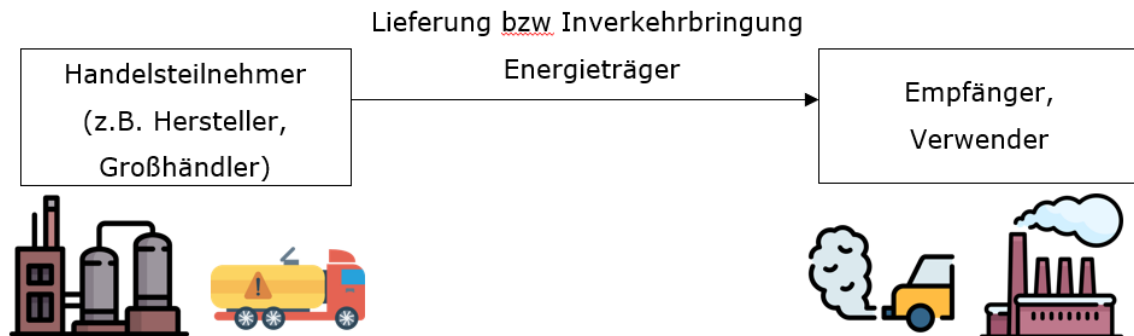 Lieferung bzw Inverkehrbringung
Energieträger
Handelsteilnehmer
(z.B. Hersteller,
Großhändler)
Empfänger,
Verwender